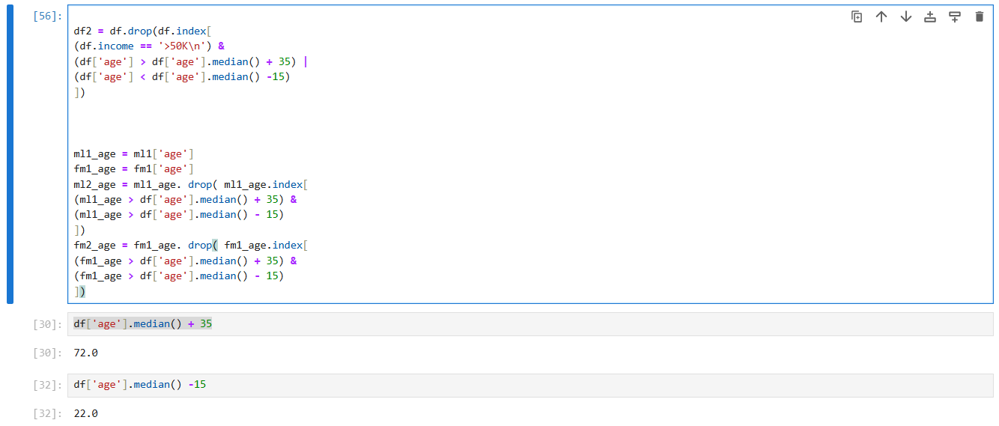 [56]:
df2 = df.drop(df.index[
(df.income == '>50K\n') &
(df['age'] > df['age'].median() + 35) |
(df['age'] < df['age'].median() -15)
])
ml1_age = ml1['age']
fm1_age = fm1['age']
ml2_age = ml1_age. drop( ml1_age.index[
(ml1_age > df['age'].median() + 35) &
(ml1_age > df['age'].median() - 15)
])
fm2_age = fm1_age. drop( fm1_age.index[
(fm1_age > df['age'].median() + 35) &
(fm1_age > df['age'].median() - 15)
])
[30]: df['age'].median() + 35
[30]: 72.0
[32]: df['age'].median() -15
[32]: 22.0